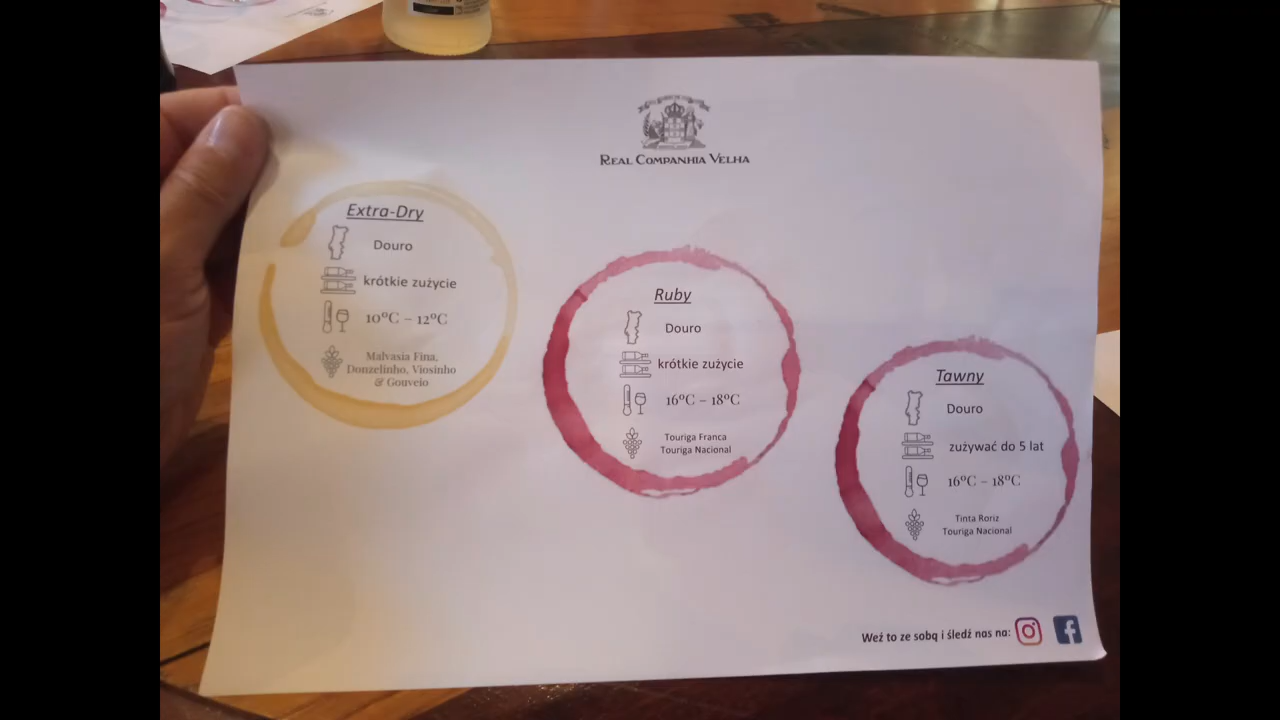 REAL COMPANHIA VELHA
Extra-Dry
Douro
krótkie zużycie
10ºC – 12ºC
Malvasia Fina,
Donzelinho, Viosinho
& Gouveio
Ruby
Douro
krótkie zużycie
16ºC – 18ºC
Touriga Franca
Touriga Nacional
Tawny
Douro
zużywać do 5 lat
16ºC – 18ºC
Tinta Roriz
Touriga Nacional
Weź to ze sobą i śledź nas na: